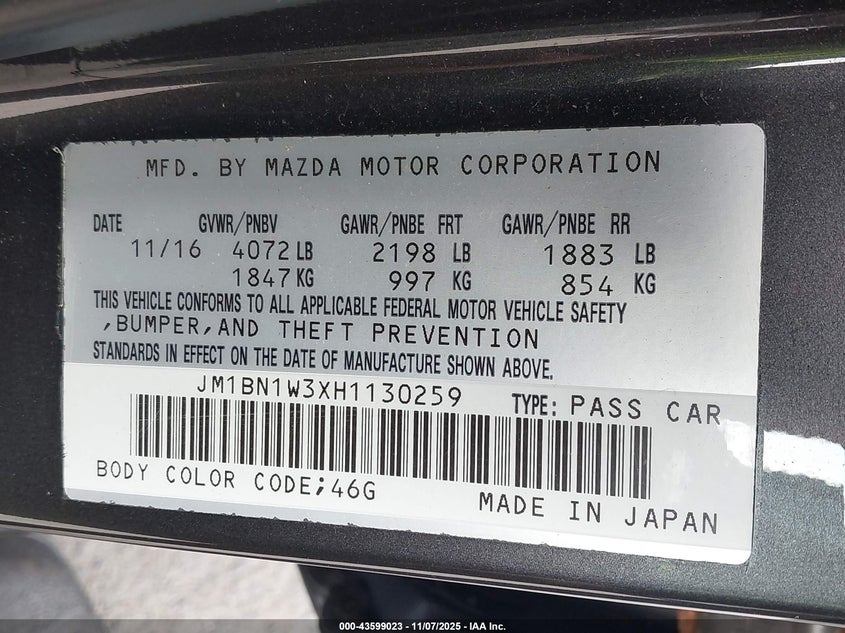 MFD. BY MAZDA MOTOR CORPORATION
DATE GVWR/PNBV GAWR/PNBE FRT GAWR/PNBE RR
11/16 4072 LB 2198 LB 1883 LB
1847 KG 997 KG 854 KG
THIS VEHICLE CONFORMS TO ALL APPLICABLE FEDERAL MOTOR VEHICLE SAFETY
,BUMPER,AND THEFT PREVENTION
STANDARDS IN EFFECT ON THE DATE OF MANUFACTURE SHOWN ABOVE.
JM1BN1W3XH1130259 TYPE: PASS CAR
BODY COLOR CODE;46G
MADE IN JAPAN
000-43599023 - 11/07/2025 - IAA Inc.